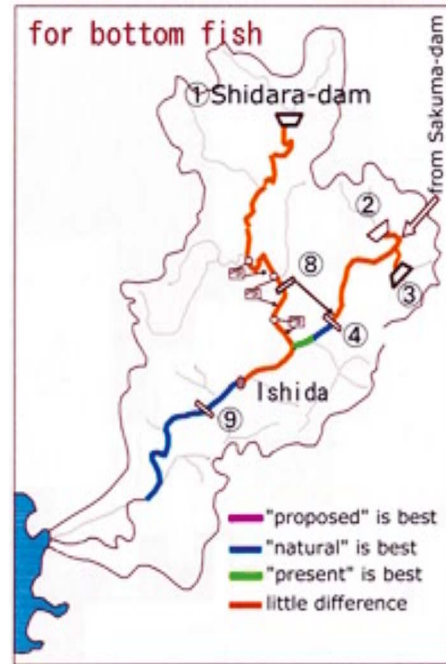 for bottom fish
①Shidara-dam
from Sakuma-dam
②
③
⑧
④
Ishida
⑨
"proposed" is best
"natural" is best
"present" is best
little difference